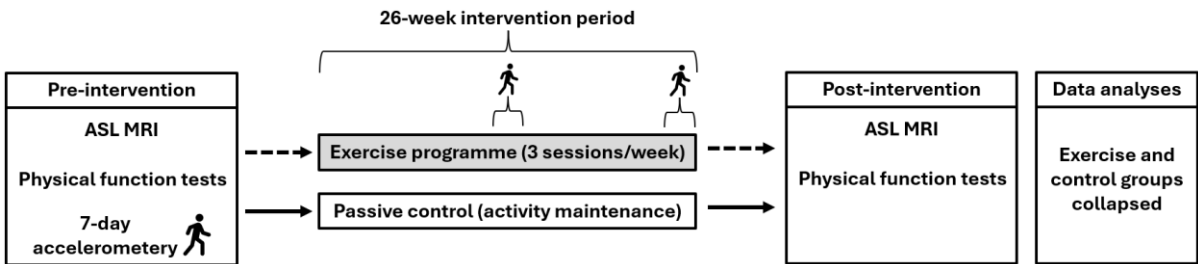 26-week intervention period
Pre-intervention
ASL MRI
Physical function tests
7-day
accelerometery
Exercise programme (3 sessions/week)
Passive control (activity maintenance)
Post-intervention
ASL MRI
Physical function tests
Data analyses
Exercise and
control groups
collapsed